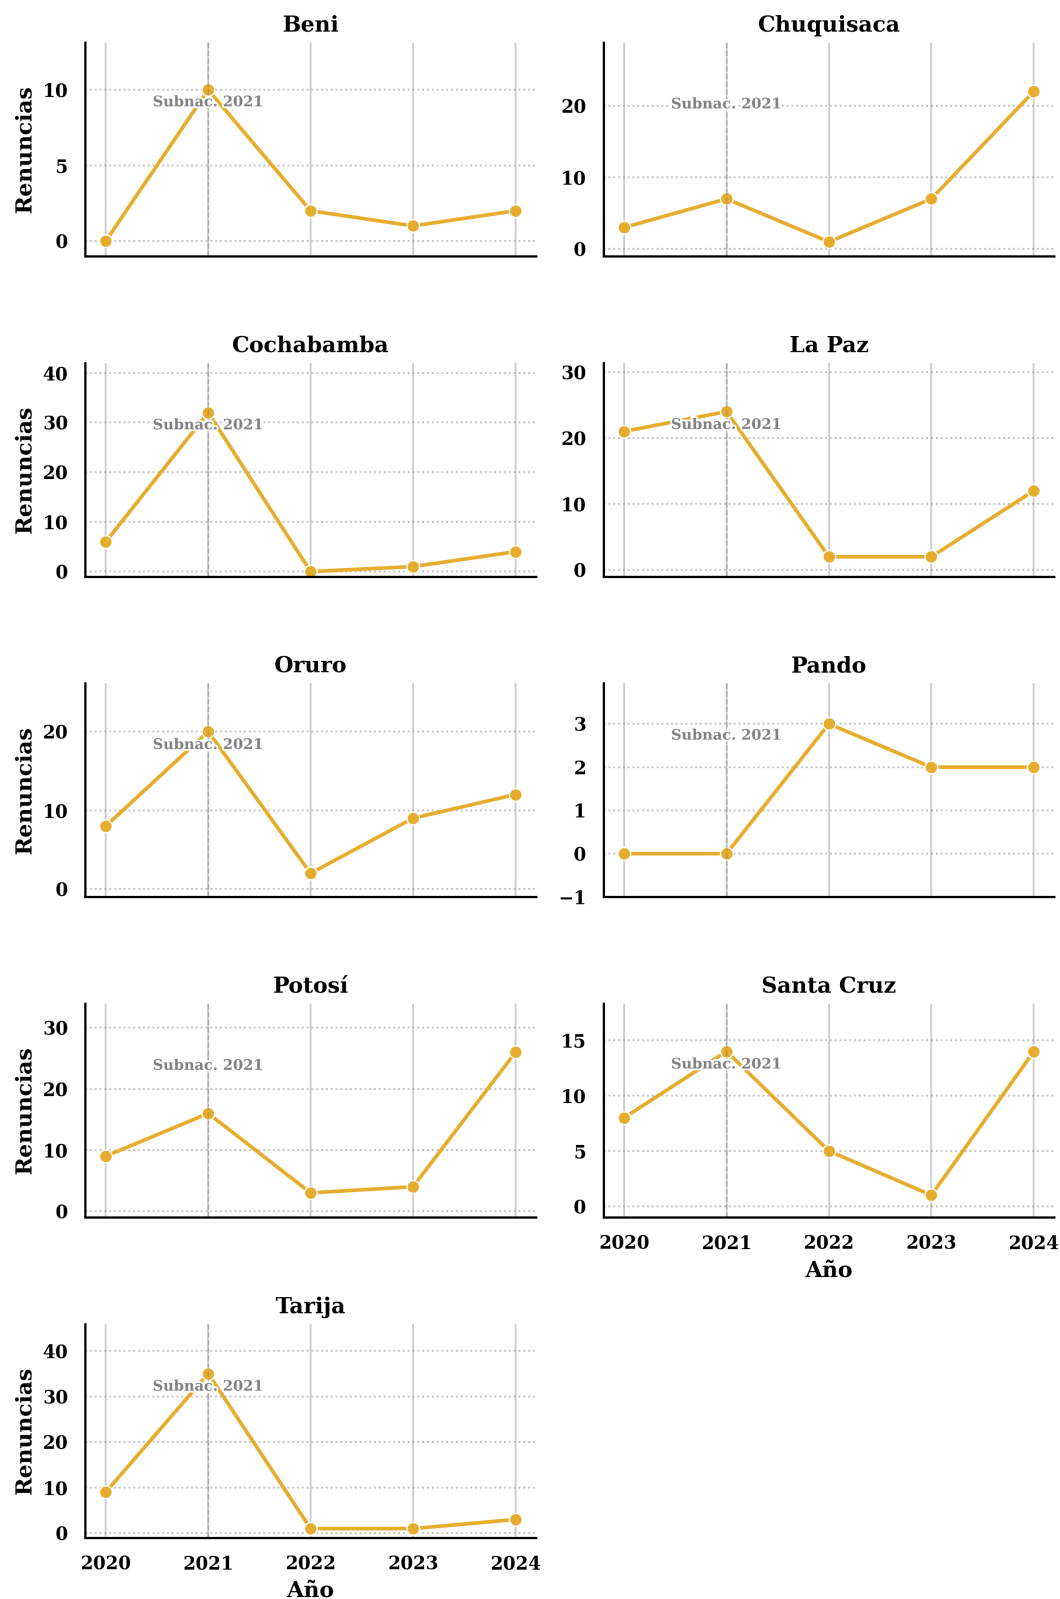 Beni
Renuncias
10
5
0
Subnac. 2021
Chuquisaca
20
10
0
Subnac. 2021
Cochabamba
Renuncias
40
30
20
10
0
Subnac. 2021
La Paz
30
20
10
0
Subnac. 2021
Oruro
Renuncias
20
10
0
Subnac. 2021
Pando
3
2
1
0
−1
Subnac. 2021
Potosí
Renuncias
30
20
10
0
Subnac. 2021
Santa Cruz
15
10
5
0
Subnac. 2021
2020 2021 2022 2023 2024
Año
Tarija
Renuncias
40
30
20
10
0
Subnac. 2021
2020 2021 2022 2023 2024
Año